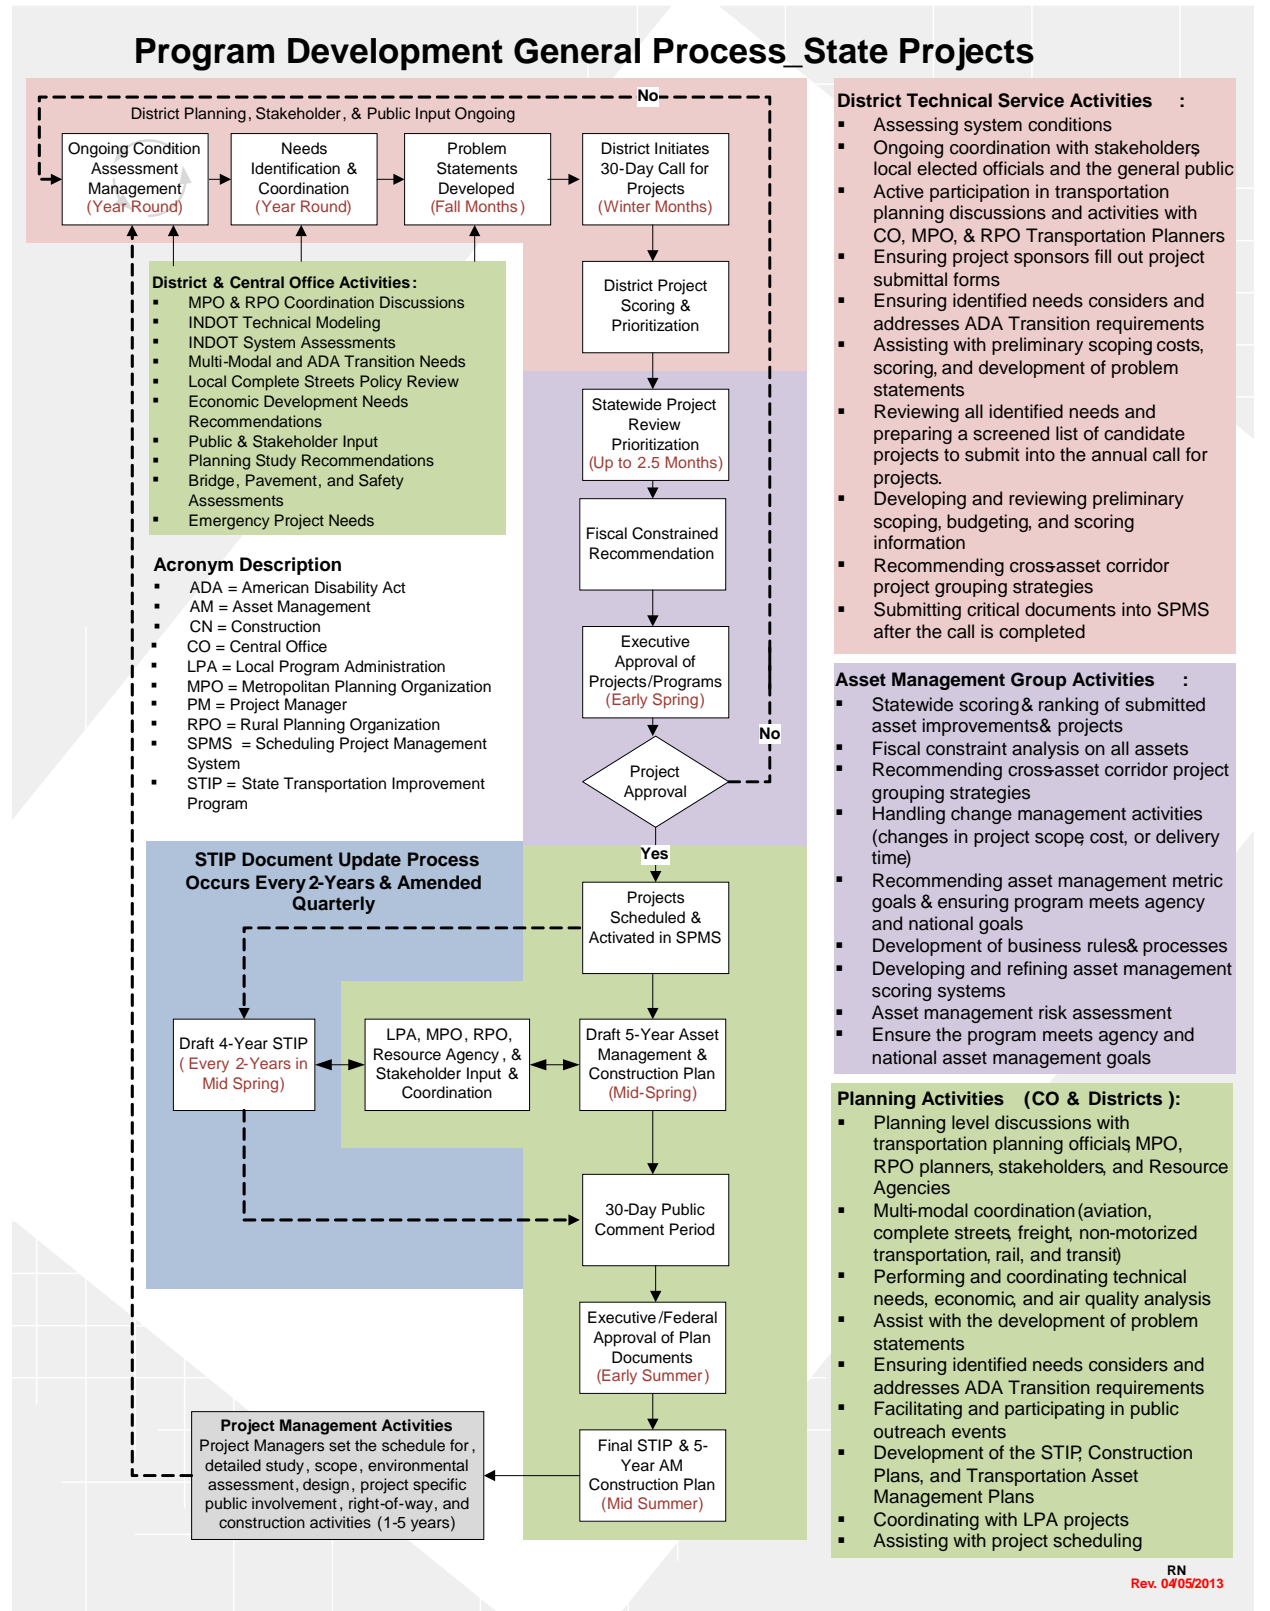 Program Development General Process_State Projects
No
District Planning, Stakeholder, & Public Input Ongoing
Ongoing Condition
Assessment
Management
(Year Round)
Needs
Identification &
Coordination
(Year Round)
Problem
Statements
Developed
(Fall Months)
District Initiates
30-Day Call for
Projects
(Winter Months)
District Project
Scoring &
Prioritization
District & Central Office Activities:
▪ MPO & RPO Coordination Discussions
▪ INDOT Technical Modeling
▪ INDOT System Assessments
▪ Multi-Modal and ADA Transition Needs
▪ Local Complete Streets Policy Review
▪ Economic Development Needs
Recommendations
▪ Public & Stakeholder Input
▪ Planning Study Recommendations
▪ Bridge, Pavement, and Safety
Assessments
▪ Emergency Project Needs
Statewide Project
Review
Prioritization
(Up to 2.5 Months)
Fiscal Constrained
Recommendation
Executive
Approval of
Projects/Programs
(Early Spring)
No
Project
Approval
Yes
Acronym Description
▪ ADA = American Disability Act
▪ AM = Asset Management
▪ CN = Construction
▪ CO = Central Office
▪ LPA = Local Program Administration
▪ MPO = Metropolitan Planning Organization
▪ PM = Project Manager
▪ RPO = Rural Planning Organization
▪ SPMS = Scheduling Project Management
System
▪ STIP = State Transportation Improvement
Program
STIP Document Update Process
Occurs Every 2-Years & Amended
Quarterly
Projects
Scheduled &
Activated in SPMS
Draft 4-Year STIP
( Every 2-Years in
Mid Spring)
LPA, MPO, RPO,
Resource Agency, &
Stakeholder Input &
Coordination
Draft 5-Year Asset
Management &
Construction Plan
(Mid-Spring)
30-Day Public
Comment Period
Executive/Federal
Approval of Plan
Documents
(Early Summer)
Final STIP & 5-
Year AM
Construction Plan
(Mid Summer)
Project Management Activities
Project Managers set the schedule for,
detailed study, scope, environmental
assessment, design, project specific
public involvement, right-of-way, and
construction activities (1-5 years)
District Technical Service Activities :
▪ Assessing system conditions
▪ Ongoing coordination with stakeholders,
local elected officials and the general public
▪ Active participation in transportation
planning discussions and activities with
CO, MPO, & RPO Transportation Planners
▪ Ensuring project sponsors fill out project
submittal forms
▪ Ensuring identified needs considers and
addresses ADA Transition requirements
▪ Assisting with preliminary scoping costs,
scoring, and development of problem
statements
▪ Reviewing all identified needs and
preparing a screened list of candidate
projects to submit into the annual call for
projects.
▪ Developing and reviewing preliminary
scoping, budgeting, and scoring
information
▪ Recommending cross-asset corridor
project grouping strategies
▪ Submitting critical documents into SPMS
after the call is completed
Asset Management Group Activities :
▪ Statewide scoring & ranking of submitted
asset improvements & projects
▪ Fiscal constraint analysis on all assets
▪ Recommending cross-asset corridor project
grouping strategies
▪ Handling change management activities
(changes in project scope, cost, or delivery
time)
▪ Recommending asset management metric
goals & ensuring program meets agency
and national goals
▪ Development of business rules & processes
▪ Developing and refining asset management
scoring systems
▪ Asset management risk assessment
▪ Ensure the program meets agency and
national asset management goals
Planning Activities (CO & Districts ):
▪ Planning level discussions with
transportation planning officials, MPO,
RPO planners, stakeholders, and Resource
Agencies
▪ Multi-modal coordination (aviation,
complete streets, freight, non-motorized
transportation, rail, and transit)
▪ Performing and coordinating technical
needs, economic, and air quality analysis
▪ Assist with the development of problem
statements
▪ Ensuring identified needs considers and
addresses ADA Transition requirements
▪ Facilitating and participating in public
outreach events
▪ Development of the STIP, Construction
Plans, and Transportation Asset
Management Plans
▪ Coordinating with LPA projects
▪ Assisting with project scheduling
RN
Rev. 04/05/2013